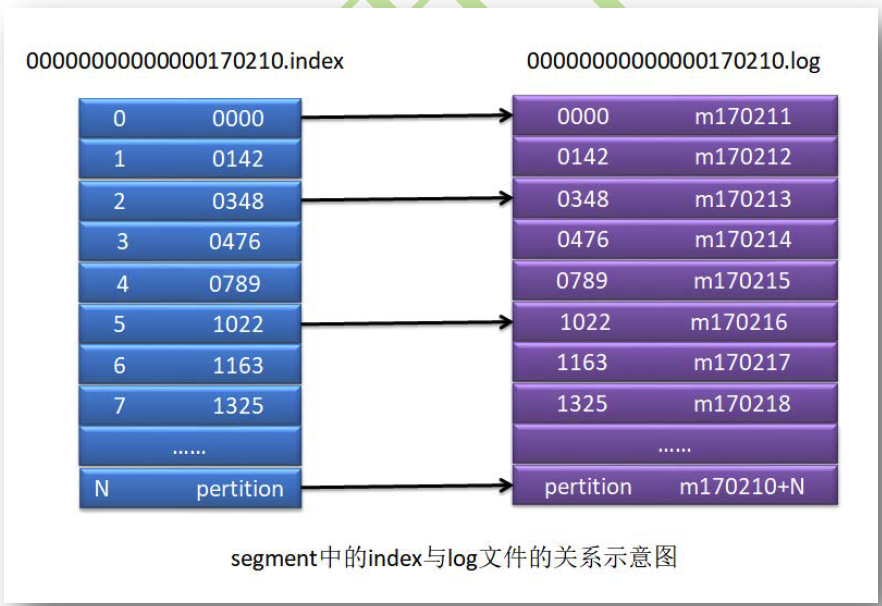 00000000000000170210.index
00000000000000170210.log
0 0000
0000 m170211
1 0142
0142 m170212
2 0348
0348 m170213
3 0476
0476 m170214
4 0789
0789 m170215
5 1022
1022 m170216
6 1163
1163 m170217
7 1325
1325 m170218
……
……
N pertition
pertition m170210+N
segment中的index与log文件的关系示意图